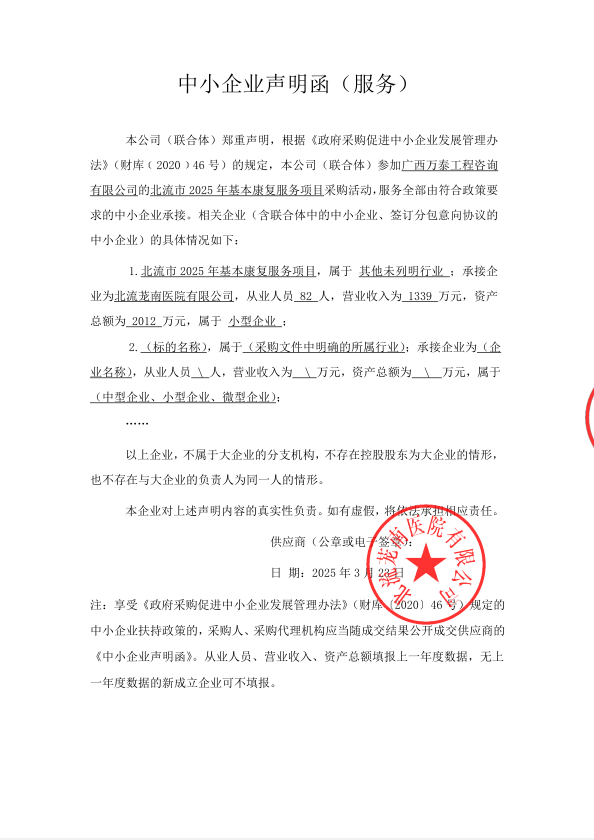 中小企业声明函（服务）
本公司（联合体）郑重声明，根据《政府采购促进中小企业发展管理办
法》（财库﹝2020﹞46 号）的规定，本公司（联合体）参加广西万泰工程咨询
有限公司的北流市 2025 年基本康复服务项目采购活动，服务全部由符合政策要
求的中小企业承接。相关企业（含联合体中的中小企业、签订分包意向协议的
中小企业）的具体情况如下：
1.北流市 2025 年基本康复服务项目，属于 其他未列明行业 ；承接企
业为北流茏南医院有限公司，从业人员 82 人，营业收入为 1339 万元，资产
总额为 2012 万元，属于 小型企业 ；
2.（标的名称），属于（采购文件中明确的所属行业）；承接企业为（企
业名称），从业人员 \ 人，营业收入为 \ 万元，资产总额为 \ 万元，属于
（中型企业、小型企业、微型企业）；
……
以上企业，不属于大企业的分支机构，不存在控股股东为大企业的情形，
也不存在与大企业的负责人为同一人的情形。
本企业对上述声明内容的真实性负责。如有虚假，将依法承担相应责任。
供应商（公章或电子签章）：
日 期：2025 年 3 月 23 日
北流茏南医院有限公司
注：享受《政府采购促进中小企业发展管理办法》（财库〔2020〕46 号）规定的
中小企业扶持政策的，采购人、采购代理机构应当随成交结果公开成交供应商的
《中小企业声明函》。从业人员、营业收入、资产总额填报上一年度数据，无上
一年度数据的新成立企业可不填报。